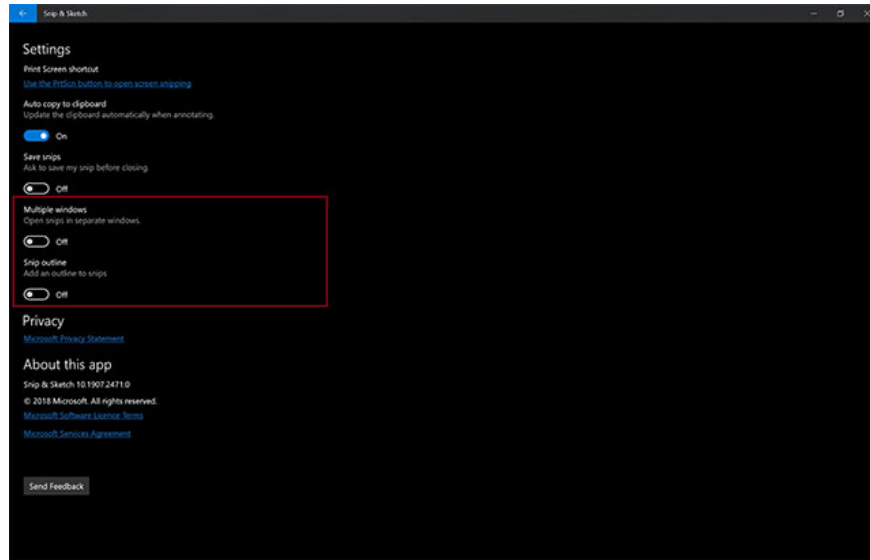 Snip & Sketch
Settings
Print Screen shortcut
Use the PrtScn button to open screen snipping
Auto copy to clipboard
Update the clipboard automatically when annotating.
On
Save snips
Ask to save my snip before closing.
Off
Multiple windows
Open snips in separate windows.
Off
Snip outline
Add an outline to snips
Off
Privacy
Microsoft Privacy Statement
About this app
Snip & Sketch 10.1907.2471.0
© 2018 Microsoft. All rights reserved.
Microsoft Software Licence Terms
Microsoft Services Agreement
Send Feedback